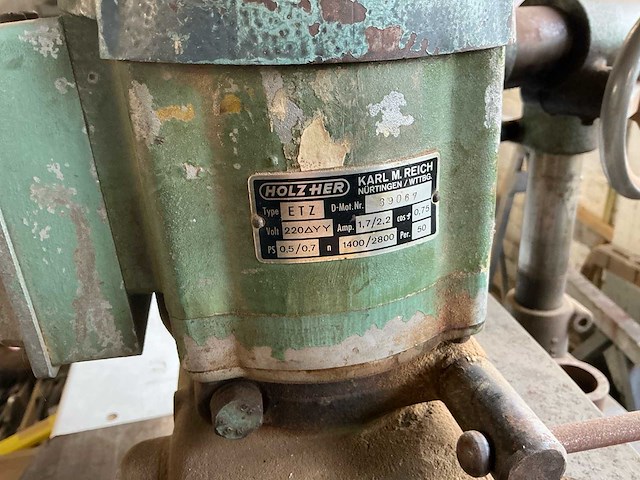 HOLZ-HER KARL M. REICH
NÜRTINGEN / WTTBG.
Type ETZ D-Mot.Nr. 39067
Volt 220ΔYY Amp. 1,7/2,2 cos φ 0,75
PS 0,5/0,7 n 1400/2800 Per. 50